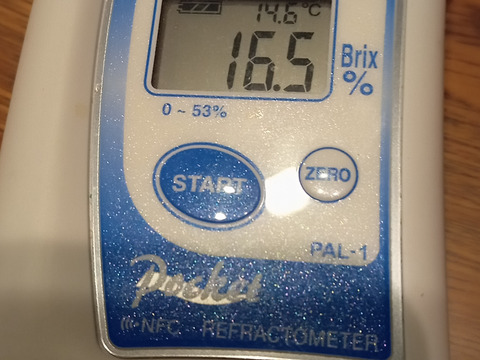 14.6°C
16.5
Brix
%
0 ~ 53%
START
ZERO
PAL-1
Pocket
NFC REFRACTOMETER